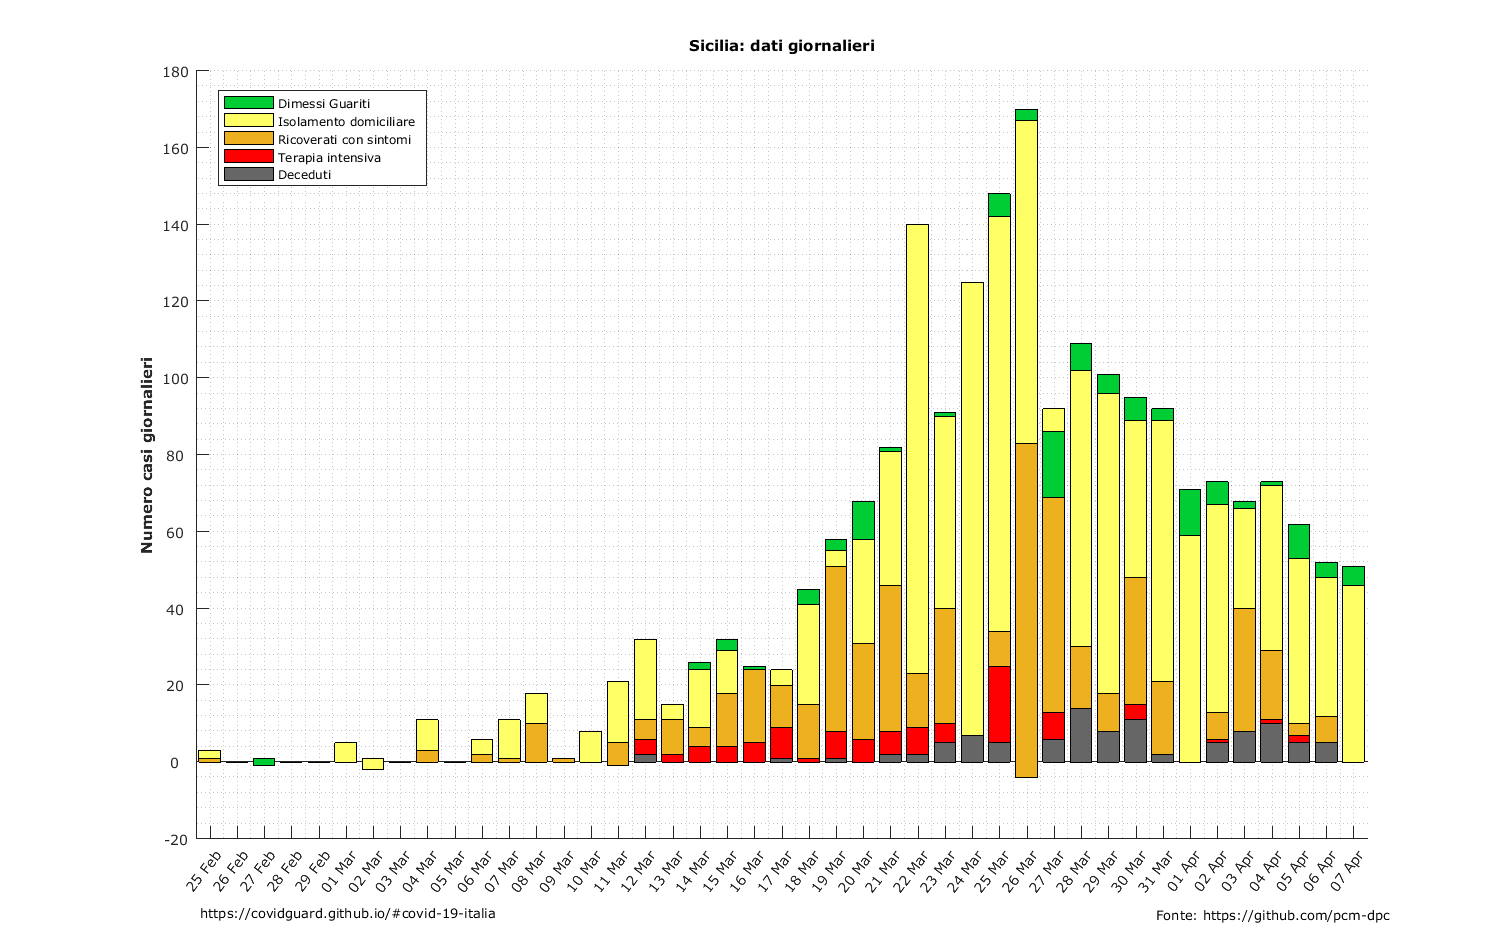 Sicilia: dati giornalieri
180
160
140
120
100
80
60
40
20
0
-20
Numero casi giornalieri
Dimessi Guariti
Isolamento domiciliare
Ricoverati con sintomi
Terapia intensiva
Deceduti
25 Feb
26 Feb
27 Feb
28 Feb
29 Feb
01 Mar
02 Mar
03 Mar
04 Mar
05 Mar
06 Mar
07 Mar
08 Mar
09 Mar
10 Mar
11 Mar
12 Mar
13 Mar
14 Mar
15 Mar
16 Mar
17 Mar
18 Mar
19 Mar
20 Mar
21 Mar
22 Mar
23 Mar
24 Mar
25 Mar
26 Mar
27 Mar
28 Mar
29 Mar
30 Mar
31 Mar
01 Apr
02 Apr
03 Apr
04 Apr
05 Apr
06 Apr
07 Apr
https://covidguard.github.io/#covid-19-italia
Fonte: https://github.com/pcm-dpc